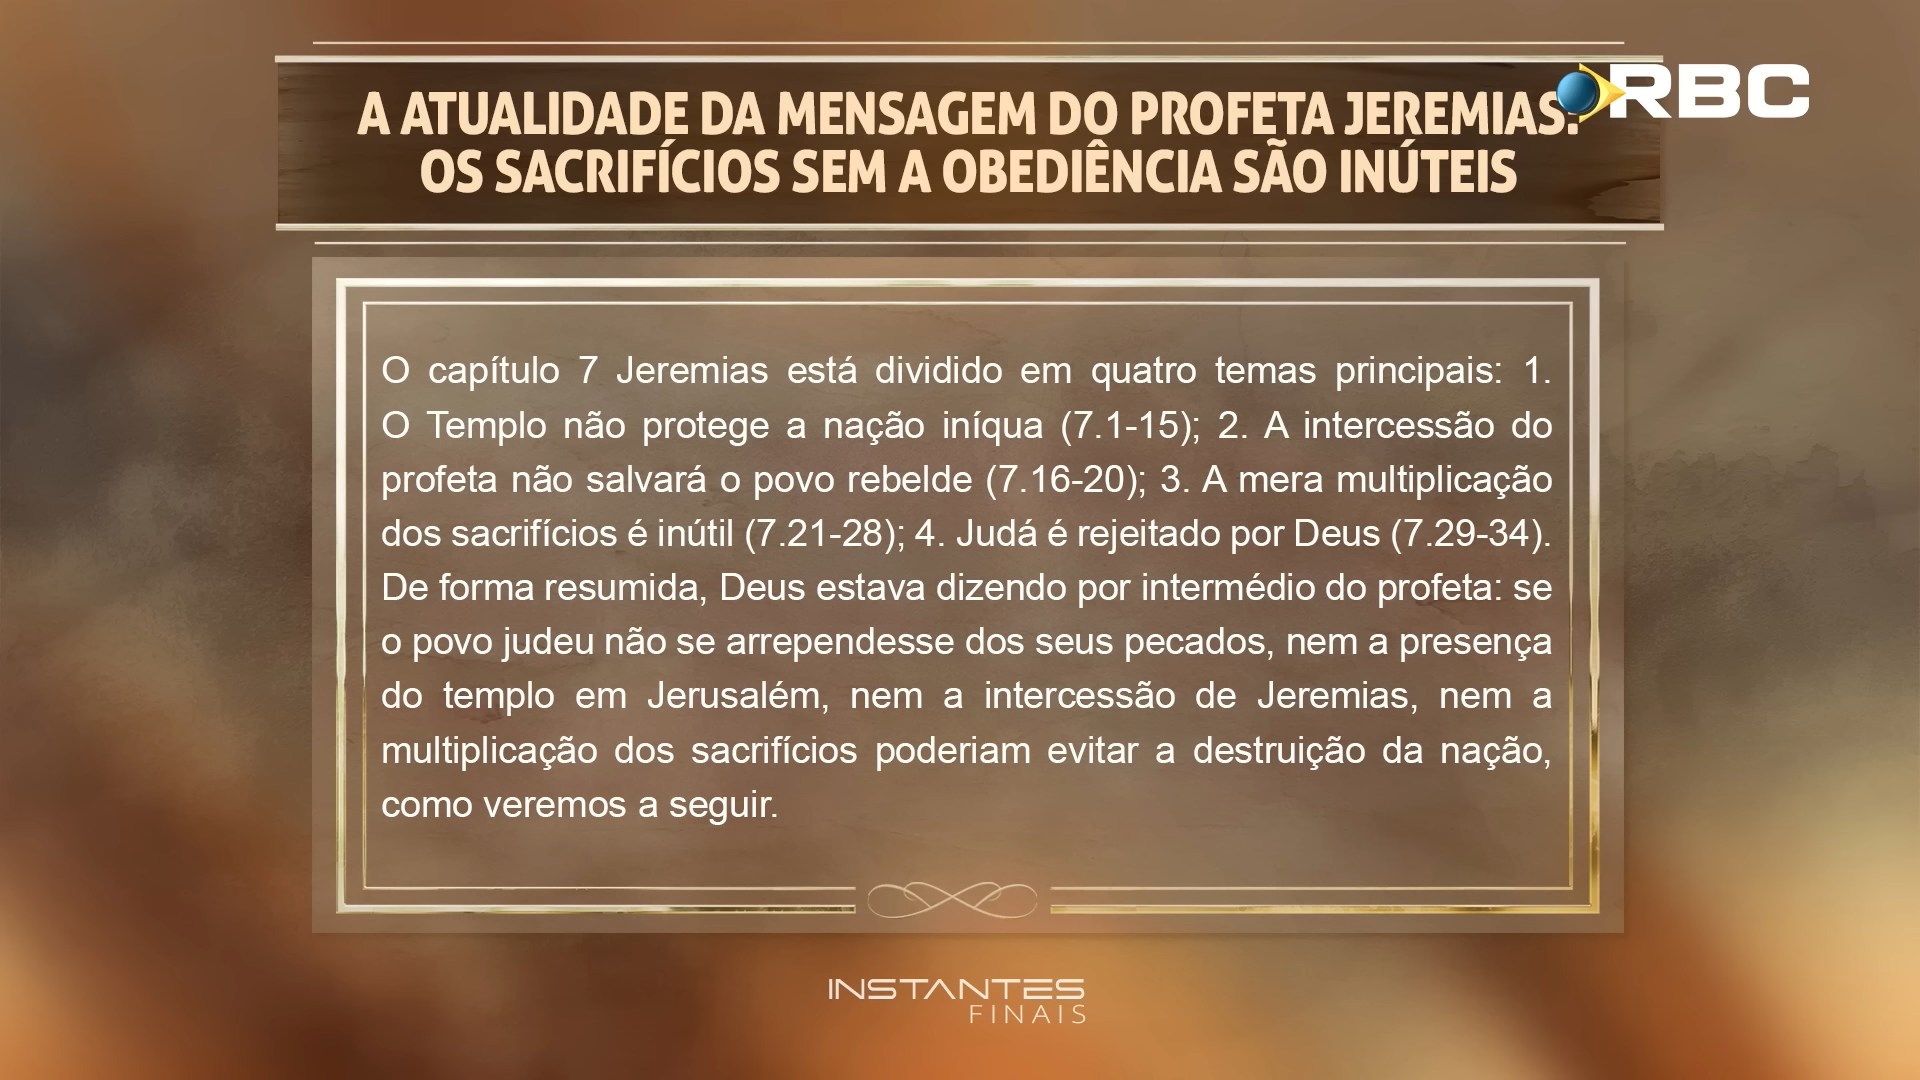 A ATUALIDADE DA MENSAGEM DO PROFETA JEREMIAS:
RBC
OS SACRIFÍCIOS SEM A OBEDIÊNCIA SÃO INÚTEIS
O capítulo 7 Jeremias está dividido em quatro temas principais: 1.
O Templo não protege a nação iníqua (7.1-15); 2. A intercessão do
profeta não salvará o povo rebelde (7.16-20); 3. A mera multiplicação
dos sacrifícios é inútil (7.21-28); 4. Judá é rejeitado por Deus (7.29-34).
De forma resumida, Deus estava dizendo por intermédio do profeta: se
o povo judeu não se arrependesse dos seus pecados, nem a presença
do templo em Jerusalém, nem a intercessão de Jeremias, nem a
multiplicação dos sacrifícios poderiam evitar a destruição da nação,
como veremos a seguir.
INSTANTES
FINAIS